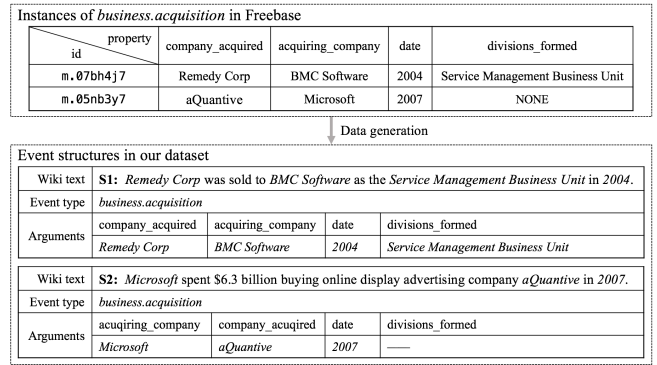 Instances of business.acquisition in Freebase
property
id
company_acquired acquiring_company date divisions_formed
m.07bh4j7 Remedy Corp BMC Software 2004 Service Management Business Unit
m.05nb3y7 aQuantive Microsoft 2007 NONE
Data generation
Event structures in our dataset
Wiki text S1: Remedy Corp was sold to BMC Software as the Service Management Business Unit in 2004.
Event type business.acquisition
Arguments
company_acquired acquiring_company date divisions_formed
Remedy Corp BMC Software 2004 Service Management Business Unit
Wiki text S2: Microsoft spent $6.3 billion buying online display advertising company aQuantive in 2007.
Event type business.acquisition
Arguments
acuqiring_company company_acuqired date divisions_formed
Microsoft aQuantive 2007 ——